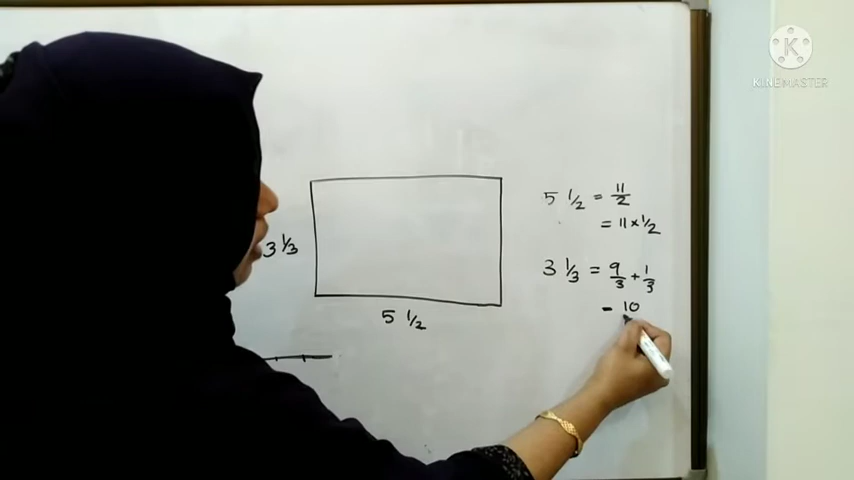 K
KINEMASTER
5 1/2 = 11/2
= 11 × 1/2
3 1/3
3 1/3 = 9/3 + 1/3
= 10
5 1/2